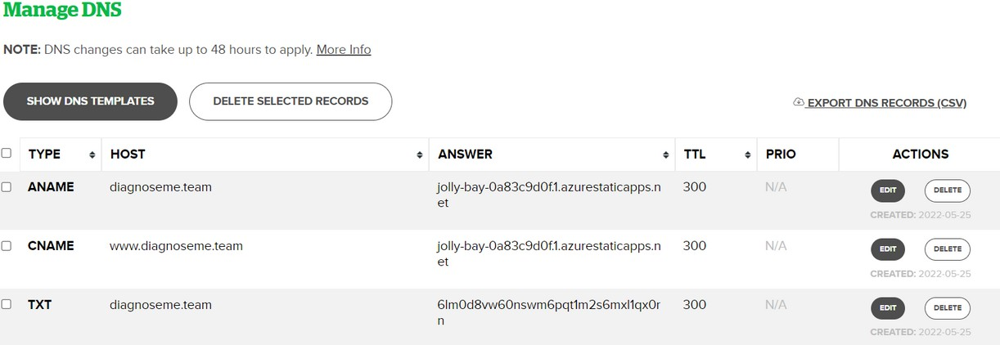 Manage DNS
NOTE: DNS changes can take up to 48 hours to apply. More Info
SHOW DNS TEMPLATES DELETE SELECTED RECORDS EXPORT DNS RECORDS (CSV)
TYPE HOST ANSWER TTL PRIO ACTIONS
ANAME diagnoseme.team jolly-bay-0a83c9d0f.1.azurestaticapps.n 300 N/A EDIT DELETE
et
CREATED: 2022-05-25
CNAME www.diagnoseme.team jolly-bay-0a83c9d0f.1.azurestaticapps.n 300 N/A EDIT DELETE
et
CREATED: 2022-05-25
TXT diagnoseme.team 6lm0d8vw60nswm6pqt1m2s6mxl1qx0r 300 N/A EDIT DELETE
n
CREATED: 2022-05-25